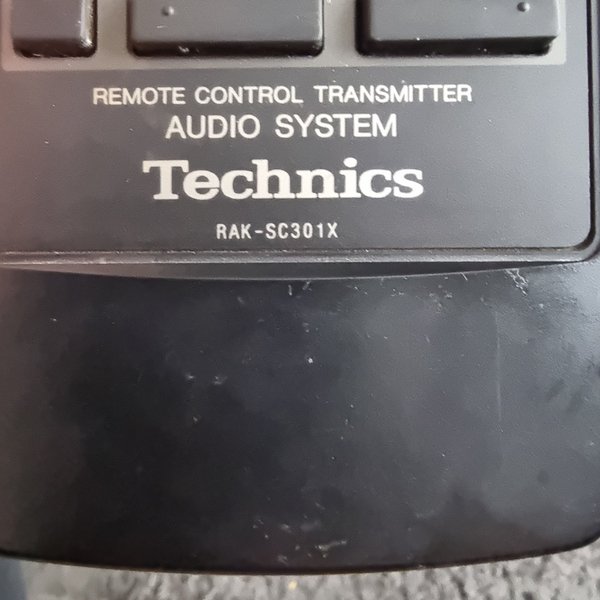 REMOTE CONTROL TRANSMITTER
AUDIO SYSTEM
Technics
RAK-SC301X